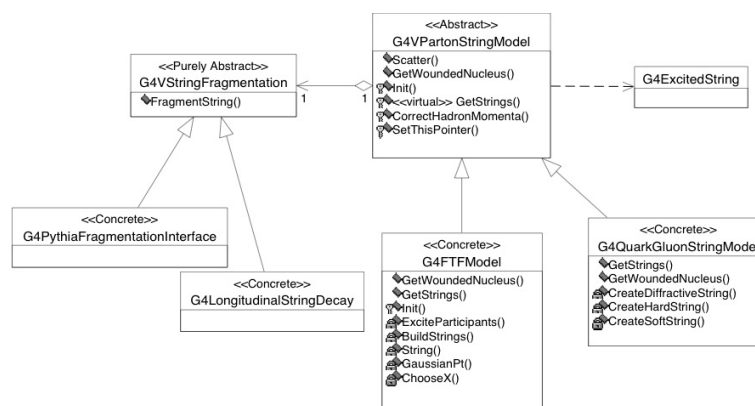 <<Abstract>>
G4VPartonStringModel
Scatter()
GetWoundedNucleus()
Init()
<<virtual>> GetStrings()
CorrectHadronMomenta()
SetThisPointer()
<<Purely Abstract>>
G4VStringFragmentation
FragmentString()
1
1
G4ExcitedString
<<Concrete>>
G4PythiaFragmentationInterface
<<Concrete>>
G4LongitudinalStringDecay
<<Concrete>>
G4FTFModel
GetWoundedNucleus()
GetStrings()
Init()
ExciteParticipants()
BuildStrings()
String()
GaussianPt()
ChooseX()
<<Concrete>>
G4QuarkGluonStringModel
GetStrings()
GetWoundedNucleus()
CreateDiffractiveString()
CreateHardString()
CreateSoftString()